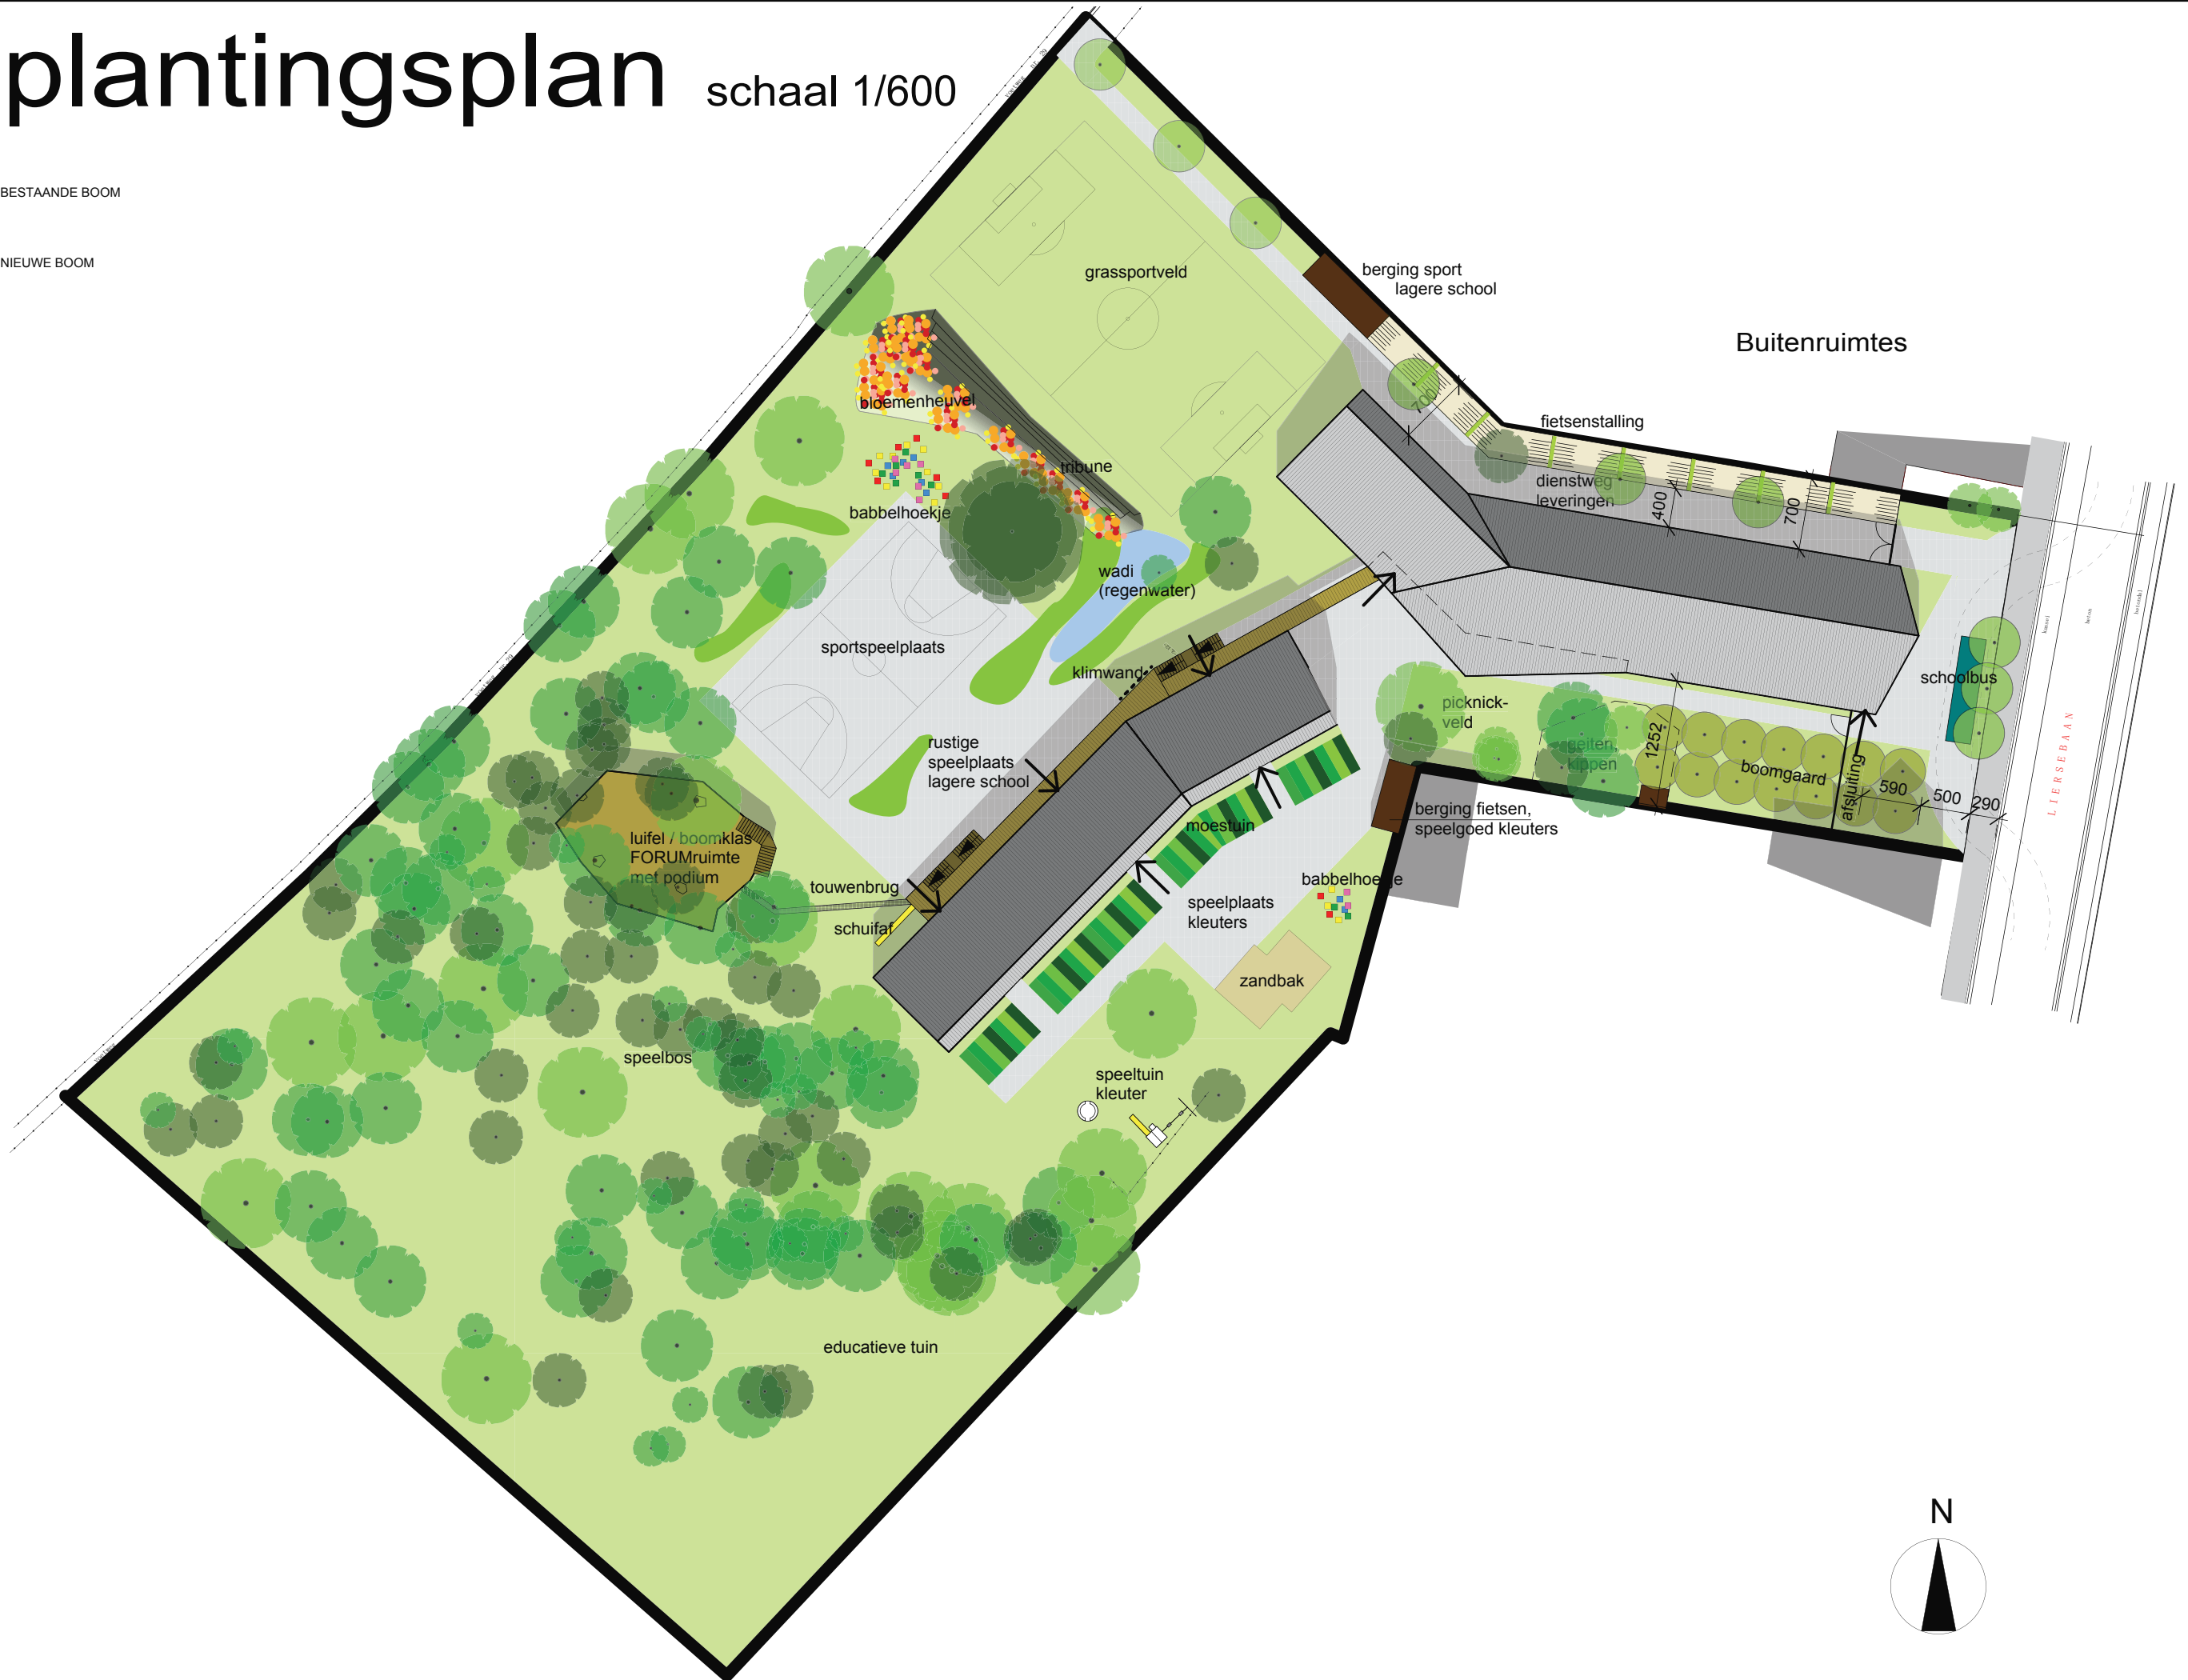 plantingsplan schaal 1/600
BESTAANDE BOOM
NIEUWE BOOM
Buitenruimtes
grassportveld
berging sport
lagere school
fietsenstalling
dienstweg
leveringen
700
400
700
bloemenheuvel
tribune
babbelhoekje
wadi
(regenwater)
sportspeelplaats
klimwand
rustige
speelplaats
lagere school
picknick-
veld
geiten,
kippen
1252
boomgaard
afsluiting
590
500
290
schoolbus
LIERSEBAAN
berging fietsen,
speelgoed kleuters
moestuin
luifel / boomklas
FORUMruimte
met podium
touwenbrug
schuifaf
babbelhoekje
speelplaats
kleuters
zandbak
speelbos
speeltuin
kleuter
educatieve tuin
N